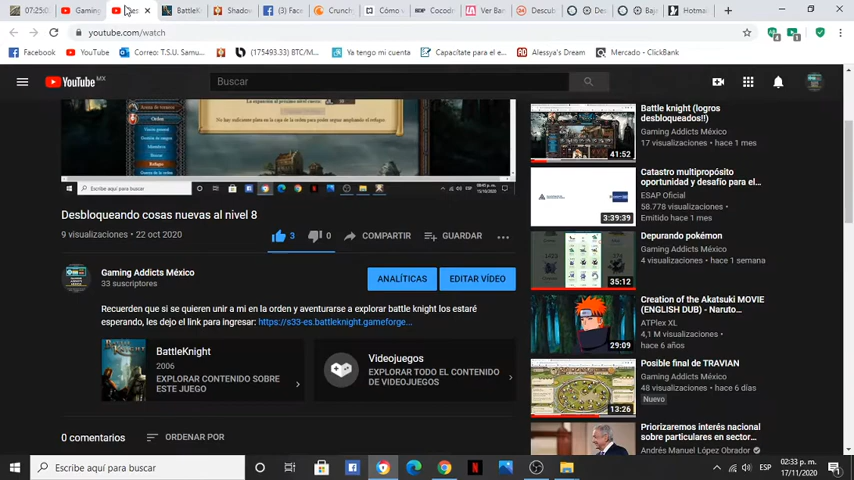 07:25:0
Gaming
Des
BattleK
Shadow
(3) Face
Crunch
Cómo v
Cocod
Ver Ban
Descub
De:
Baja
Hotma
youtube.com/watch
Facebook
YouTube
Correo: T.S.U. Samu...
(175493.33) BTC/M...
Ya tengo mi cuenta
Capacítate para el e...
Alessya's Dream
Mercado - ClickBank
YouTube MX
Buscar
La expansión al próximo nivel cuesta:
No hay suficiente plata en la caja de la orden para poder seguir ampliando el refugio.
Orden
Refugio
Escribe aquí para buscar
Desbloqueando cosas nuevas al nivel 8
9 visualizaciones • 22 oct 2020
3
0
COMPARTIR
GUARDAR
Gaming Addicts México
33 suscriptores
ANALÍTICAS
EDITAR VÍDEO
Recuerden que si se quieren unir a mi en la orden y aventurarse a explorar battle knight los estaré
esperando, les dejo el link para ingresar: https://s33-es.battleknight.gameforge...
BattleKnight
2006
EXPLORAR CONTENIDO SOBRE
ESTE JUEGO
Videojuegos
EXPLORAR TODO EL CONTENIDO
DE VIDEOJUEGOS
0 comentarios
ORDENAR POR
Battle knight (logros
desbloqueados!!)
Gaming Addicts México
17 visualizaciones • hace 1 mes
41:52
Catastro multipropósito
oportunidad y desafío para el...
ESAP Oficial
58.778 visualizaciones •
Emitido hace 1 mes
3:39:39
Depurando pokémon
Gaming Addicts México
4 visualizaciones • hace 1 semana
35:12
Creation of the Akatsuki MOVIE
(ENGLISH DUB) - Naruto...
ATPlex XL
4,1 M visualizaciones •
hace 6 años
29:09
Posible final de TRAVIAN
Gaming Addicts México
48 visualizaciones • hace 6 días
Nuevo
13:26
Priorizaremos interés nacional
sobre particulares en sector...
Andrés Manuel López Obrador
Escribe aquí para buscar
ESP
02:33 p. m.
17/11/2020